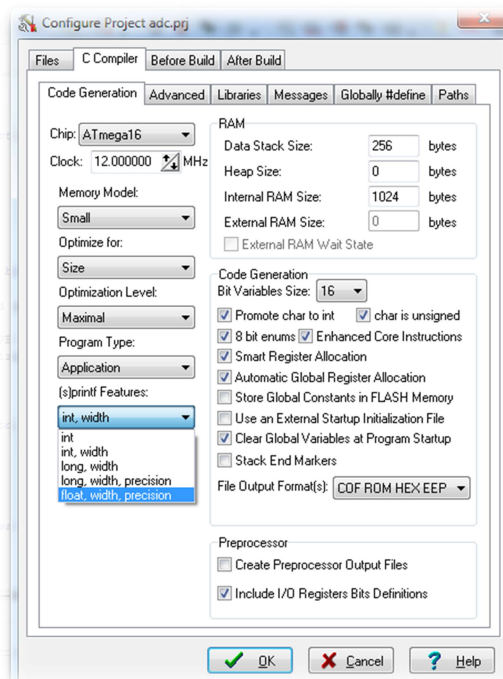 Configure Project adc.prj
Files C Compiler Before Build After Build
Code Generation Advanced Libraries Messages Globally #define Paths
Chip: ATmega16
Clock: 12.000000 MHz
Memory Model:
Small
Optimize for:
Size
Optimization Level:
Maximal
Program Type:
Application
(s)printf Features:
int, width
int
int, width
long, width
long, width, precision
float, width, precision
RAM
Data Stack Size: 256 bytes
Heap Size: 0 bytes
Internal RAM Size: 1024 bytes
External RAM Size: 0 bytes
External RAM Wait State
Code Generation
Bit Variables Size: 16
Promote char to int char is unsigned
8 bit enums Enhanced Core Instructions
Smart Register Allocation
Automatic Global Register Allocation
Store Global Constants in FLASH Memory
Use an External Startup Initialization File
Clear Global Variables at Program Startup
Stack End Markers
File Output Format(s): COF ROM HEX EEP
Preprocessor
Create Preprocessor Output Files
Include I/O Registers Bits Definitions
OK Cancel Help